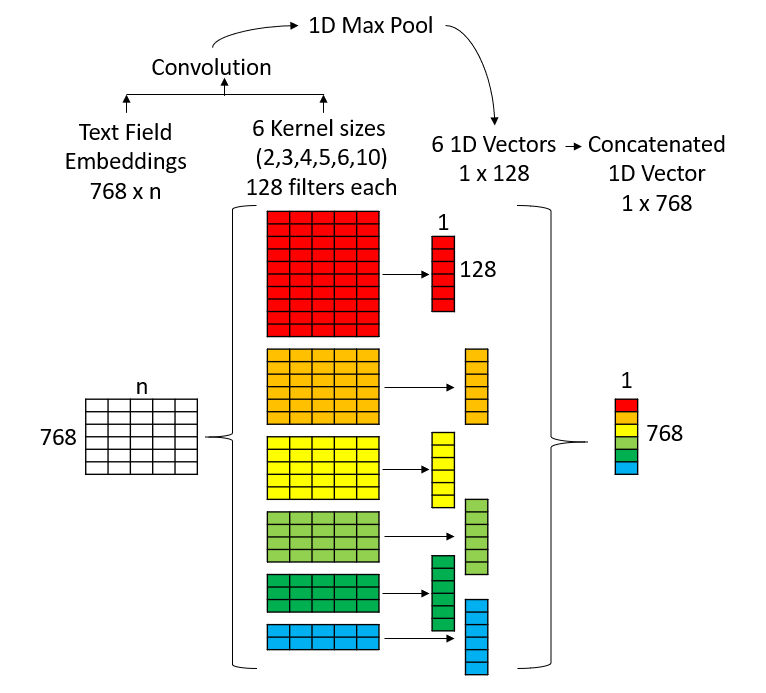 1D Max Pool
Convolution
Text Field
Embeddings
768 x n
6 Kernel sizes
(2,3,4,5,6,10)
128 filters each
6 1D Vectors
1 x 128
Concatenated
1D Vector
1 x 768
1
128
n
768
1
768